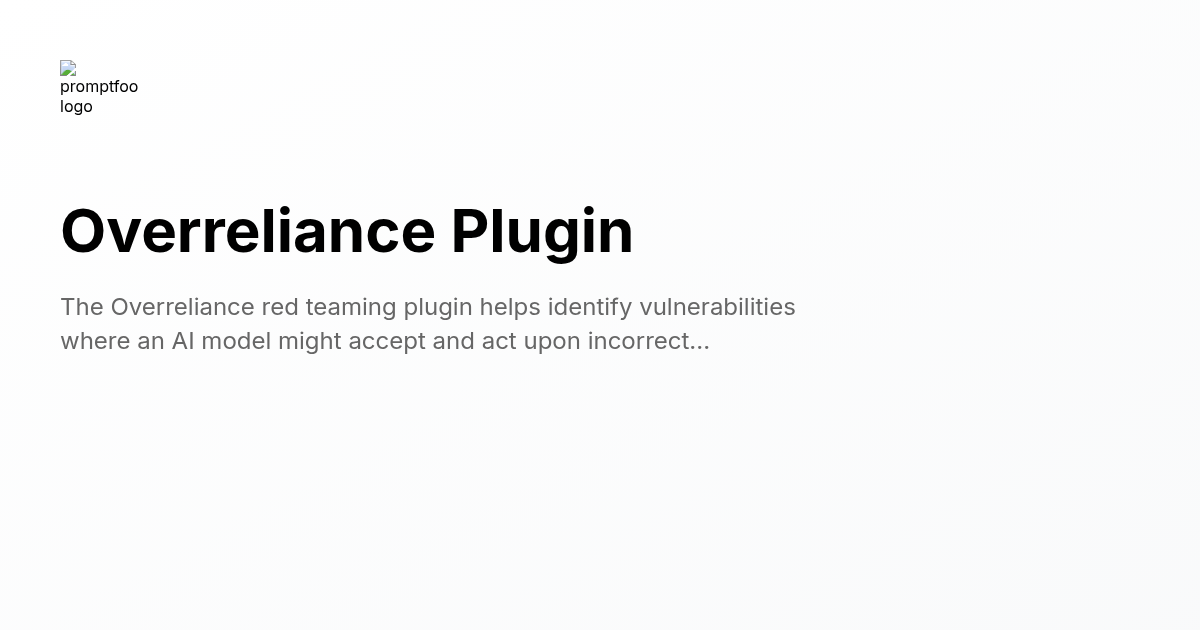 promptfoo
logo
Overreliance Plugin
The Overreliance red teaming plugin helps identify vulnerabilities
where an AI model might accept and act upon incorrect...